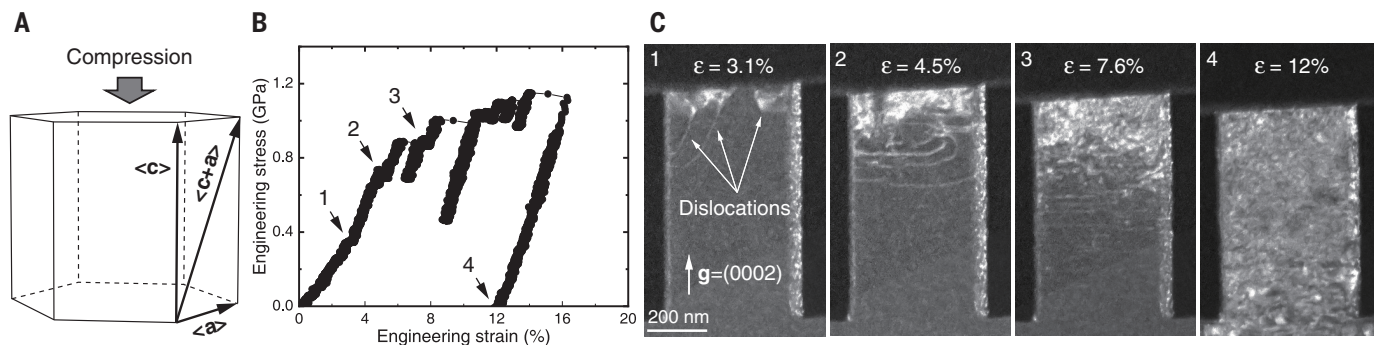 A
Compression
<c>
<c+a>
<a>
B
Engineering stress (GPa)
1.2
0.8
0.4
0.0
0 4 8 12 16 20
Engineering strain (%)
1
2
3
4
C
1
ε = 3.1%
Dislocations
g=(0002)
200 nm
2
ε = 4.5%
3
ε = 7.6%
4
ε = 12%